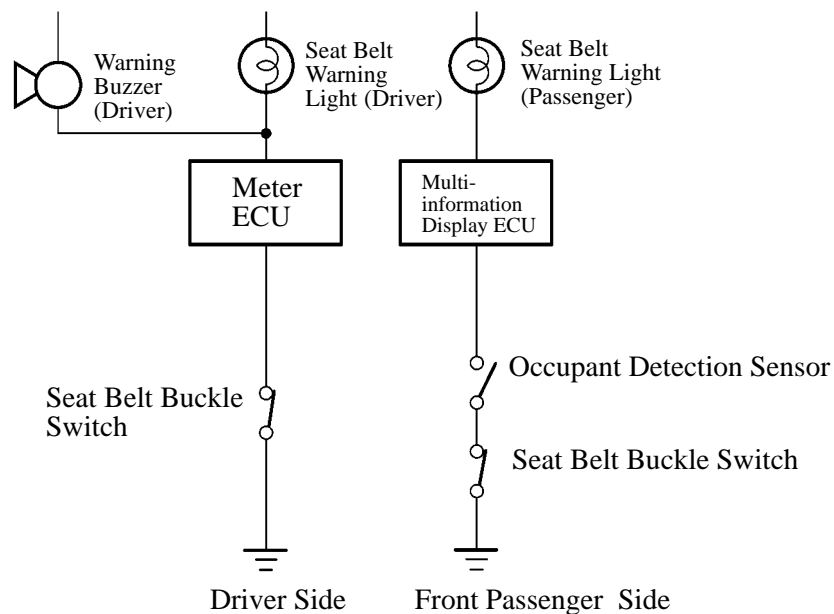 Warning
Buzzer
(Driver)
Seat Belt
Warning
Light (Driver)
Seat Belt
Warning Light
(Passenger)
Meter
ECU
Multi-
information
Display ECU
Seat Belt Buckle
Switch
Occupant Detection Sensor
Seat Belt Buckle Switch
Driver Side
Front Passenger Side